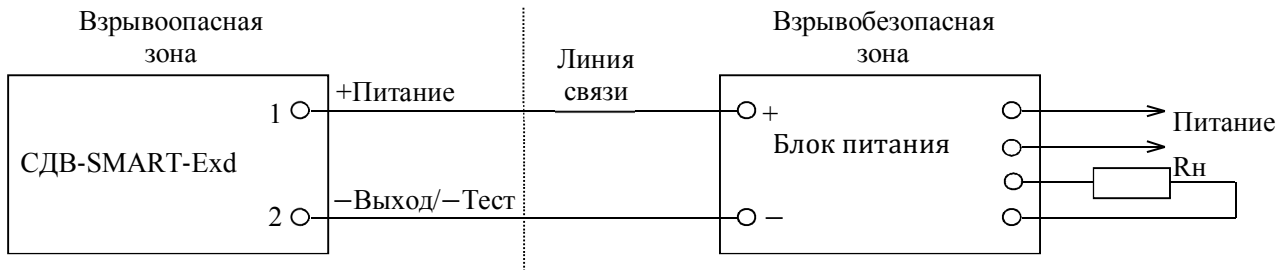 Взрывоопасная
зона
Взрывобезопасная
зона
Линия
связи
+Питание
1
+
Питание
СДВ-SMART-Exd
Блок питания
Rн
−Выход/−Тест
2
−